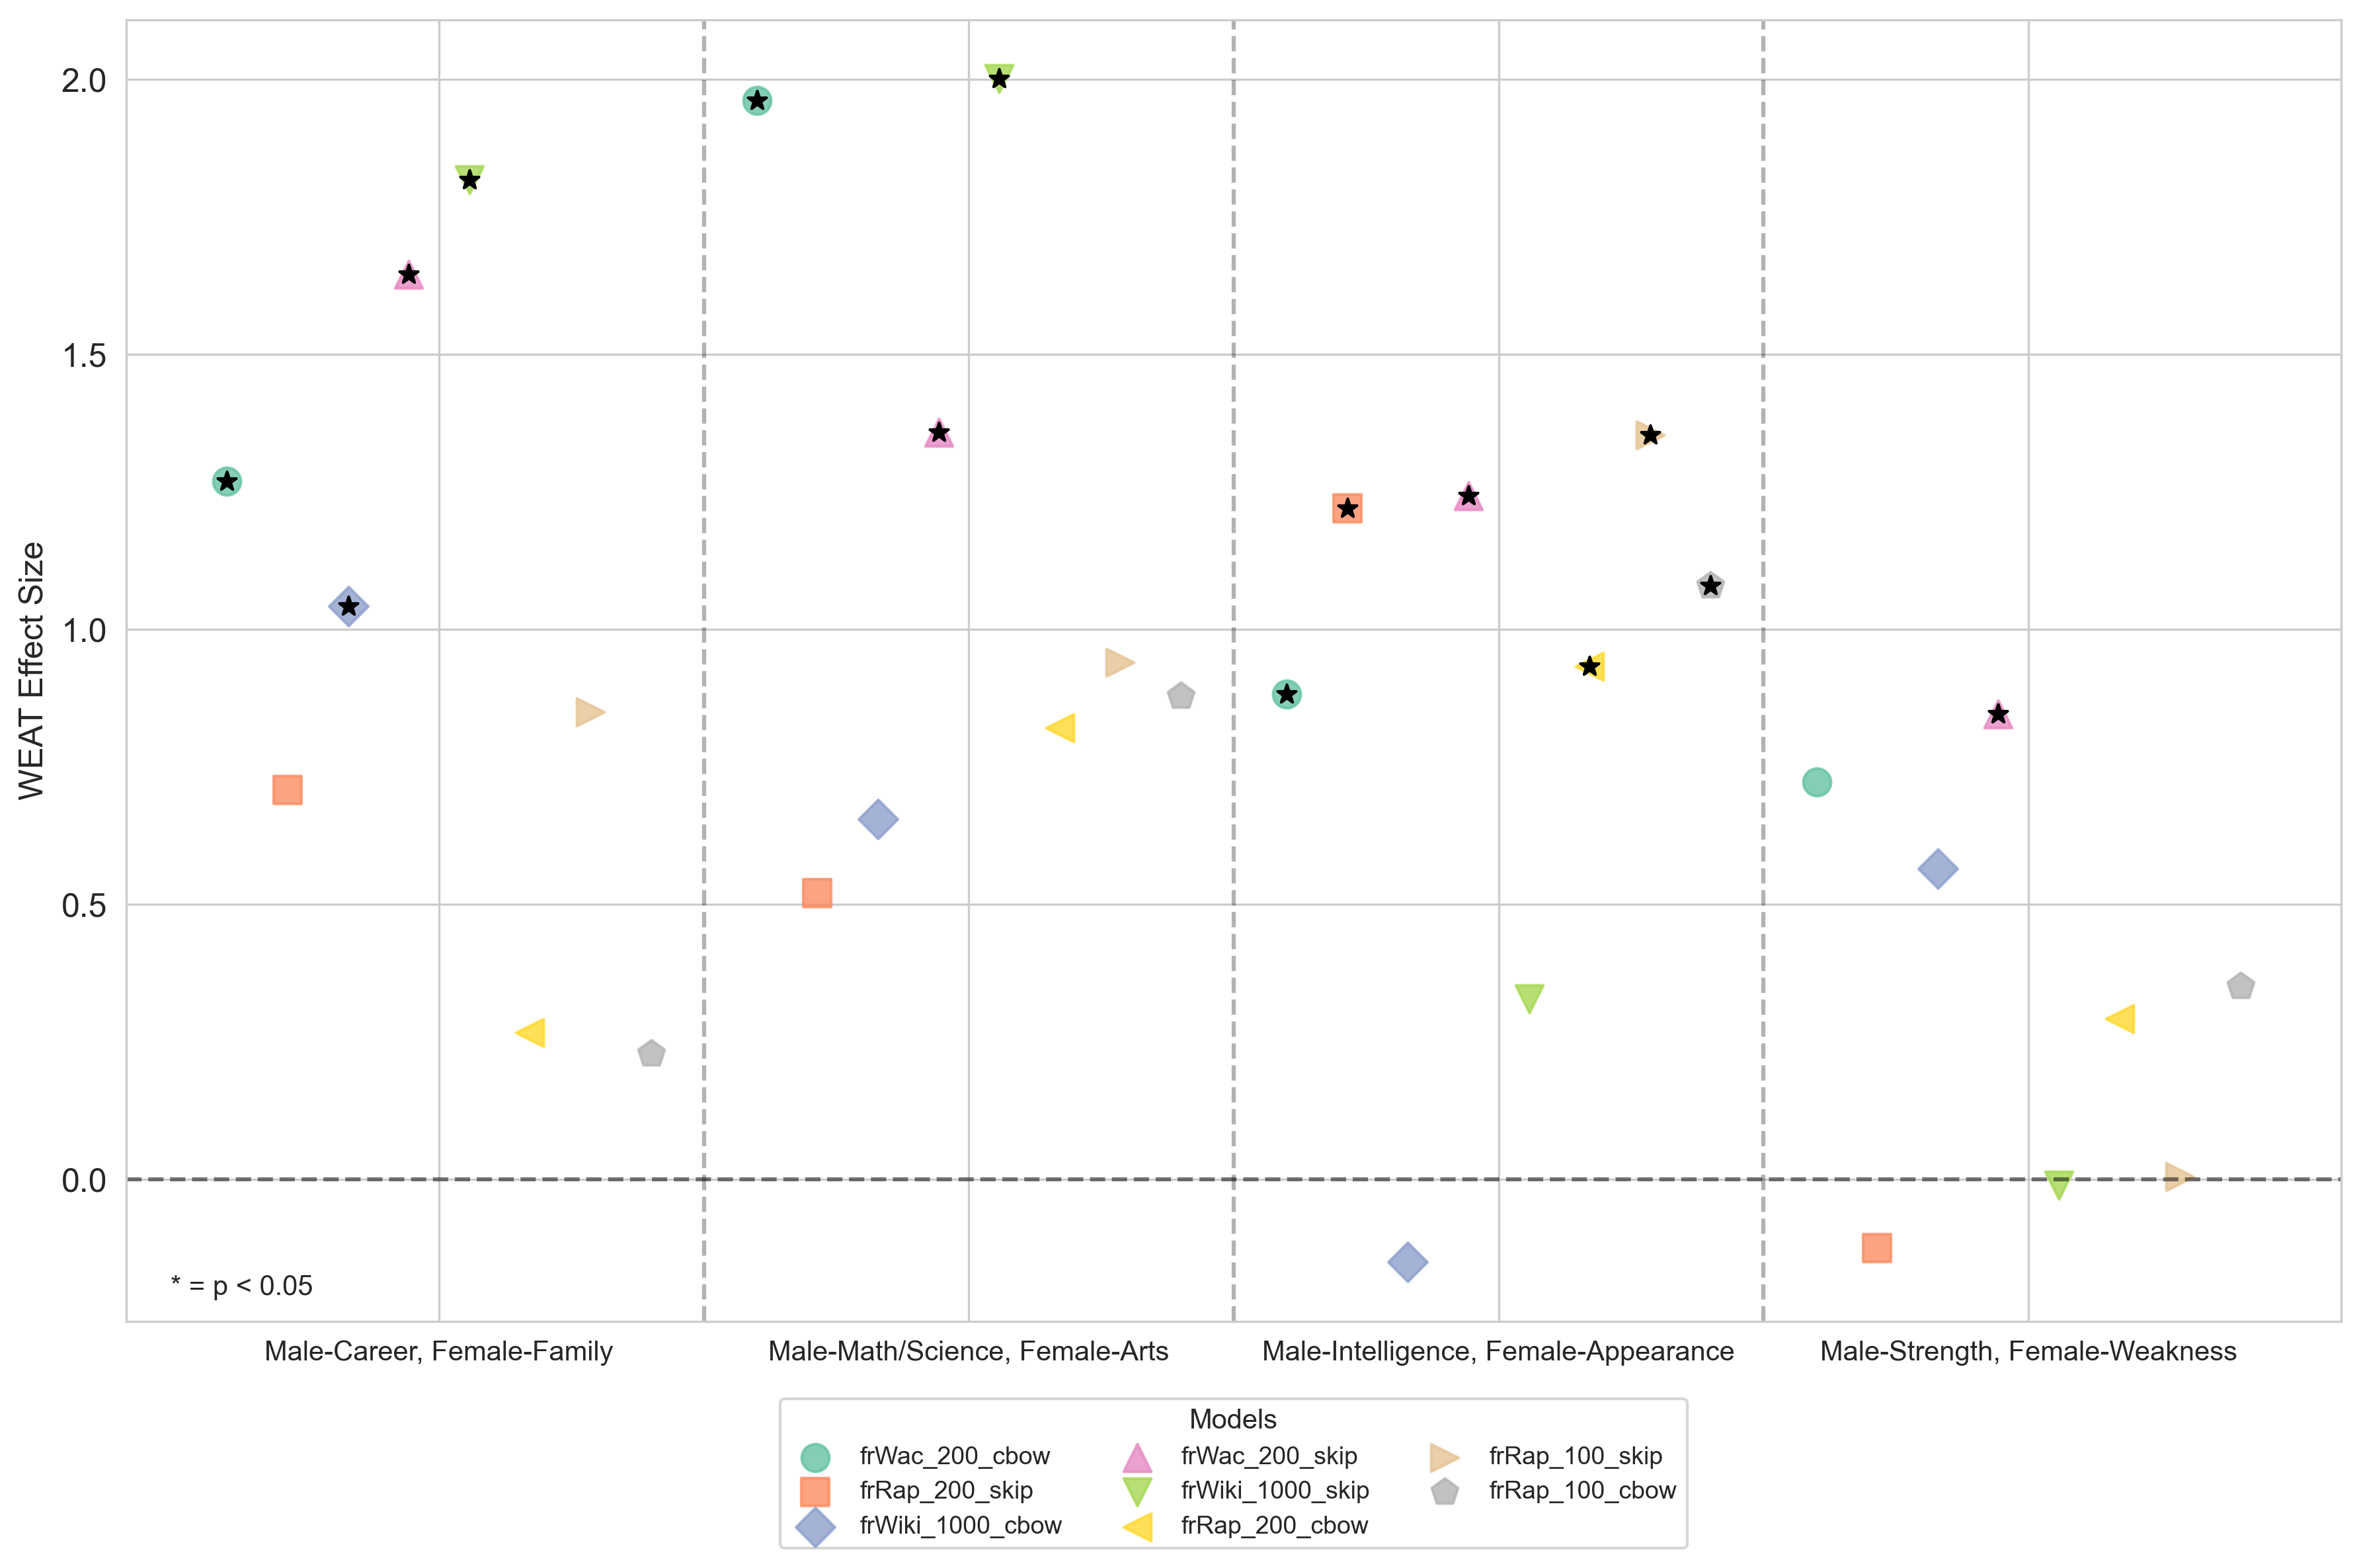 WEAT Effect Size
2.0
1.5
1.0
0.5
0.0
* = p < 0.05
Male-Career, Female-Family
Male-Math/Science, Female-Arts
Male-Intelligence, Female-Appearance
Male-Strength, Female-Weakness
Models
frWac_200_cbow
frRap_200_skip
frWiki_1000_cbow
frWac_200_skip
frWiki_1000_skip
frRap_200_cbow
frRap_100_skip
frRap_100_cbow